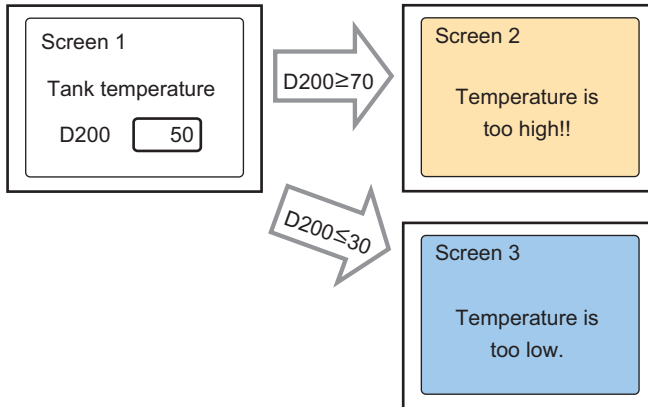 Screen 1
Tank temperature
D200 50
D200≥70
Screen 2
Temperature is
too high!!
D200≤30
Screen 3
Temperature is
too low.